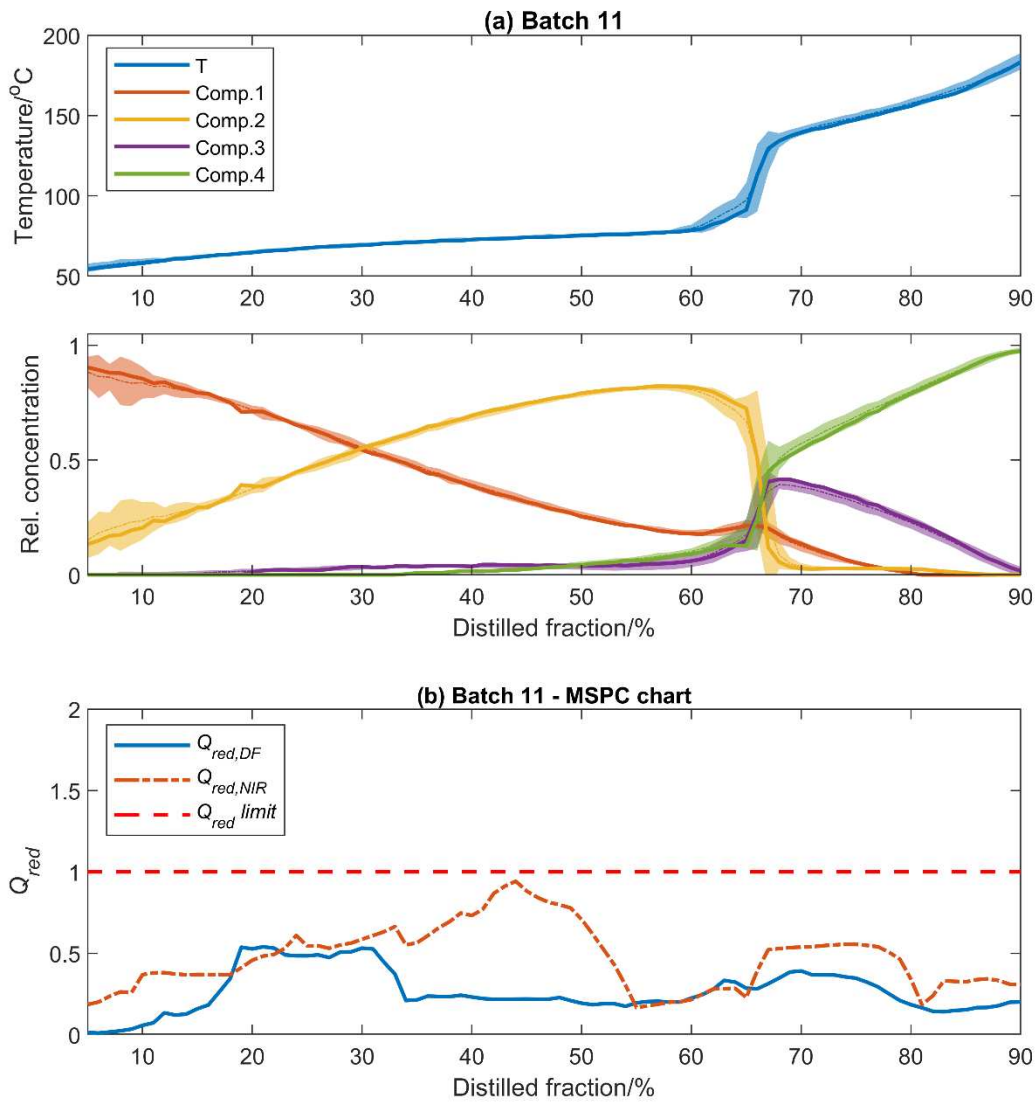 (a) Batch 11
200
150
100
50
Temperature/°C
T
Comp.1
Comp.2
Comp.3
Comp.4
10 20 30 40 50 60 70 80 90
1
0.5
0
Rel. concentration
10 20 30 40 50 60 70 80 90
Distilled fraction/%
(b) Batch 11 - MSPC chart
2
1.5
1
0.5
0
Q_red
Q_red,DF
Q_red,NIR
Q_red limit
10 20 30 40 50 60 70 80 90
Distilled fraction/%